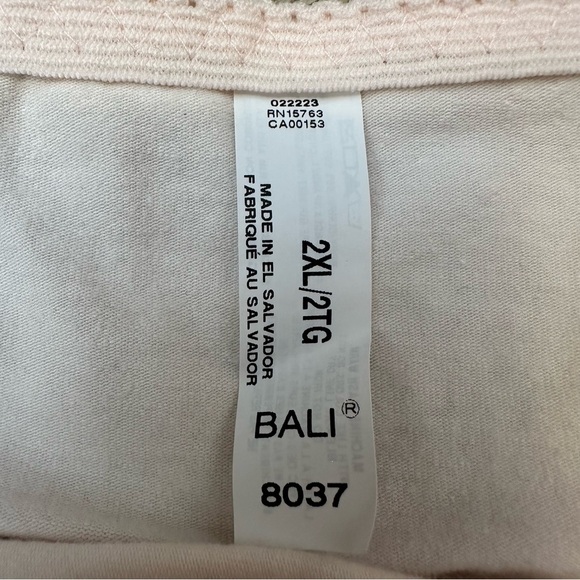 022223
RN15763
CA00153
2XL/2TG
MADE IN EL SALVADOR
FABRIQUÉ AU SALVADOR
BALI®
8037